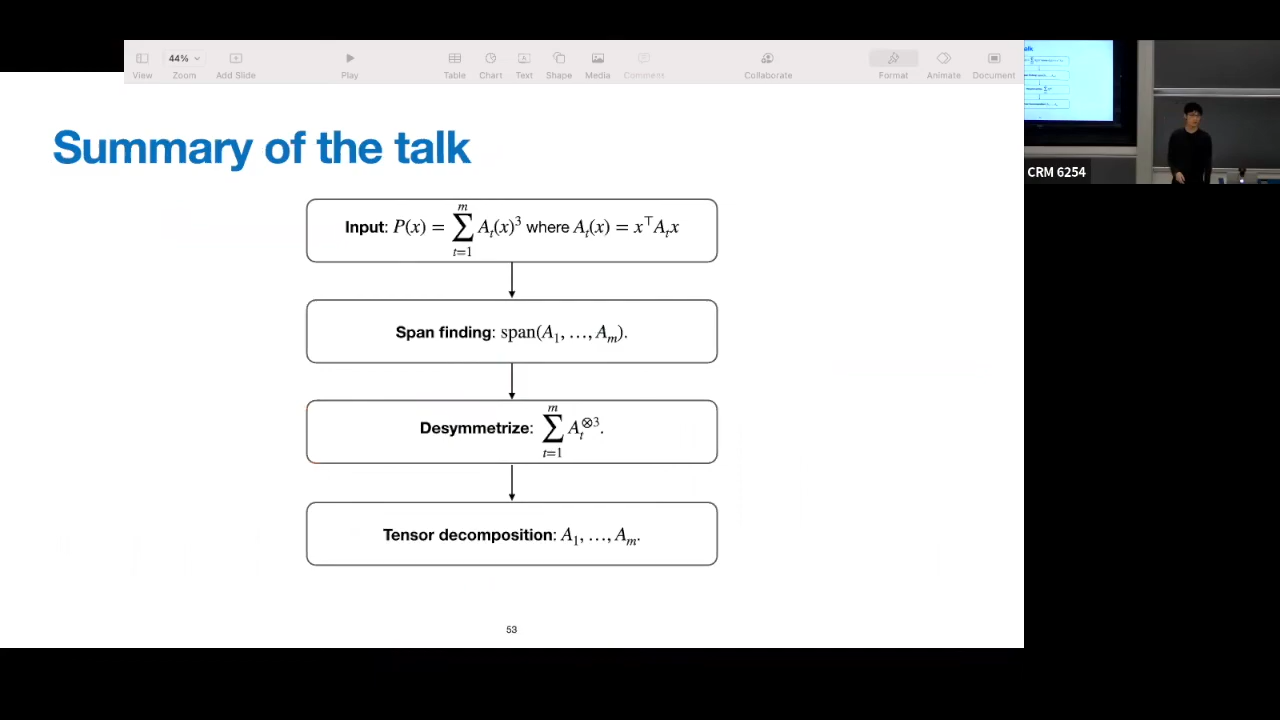 44%
View Zoom Add Slide Play Table Chart Text Shape Media Comment Collaborate Format Animate Document
Summary of the talk
Input: P(x) = ∑_{t=1}^{m} A_t(x)^3 where A_t(x) = x^⊤A_t x
Span finding: span(A_1, …, A_m).
Desymmetrize: ∑_{t=1}^{m} A_t^{⊗3}.
Tensor decomposition: A_1, …, A_m.
53
CRM 6254